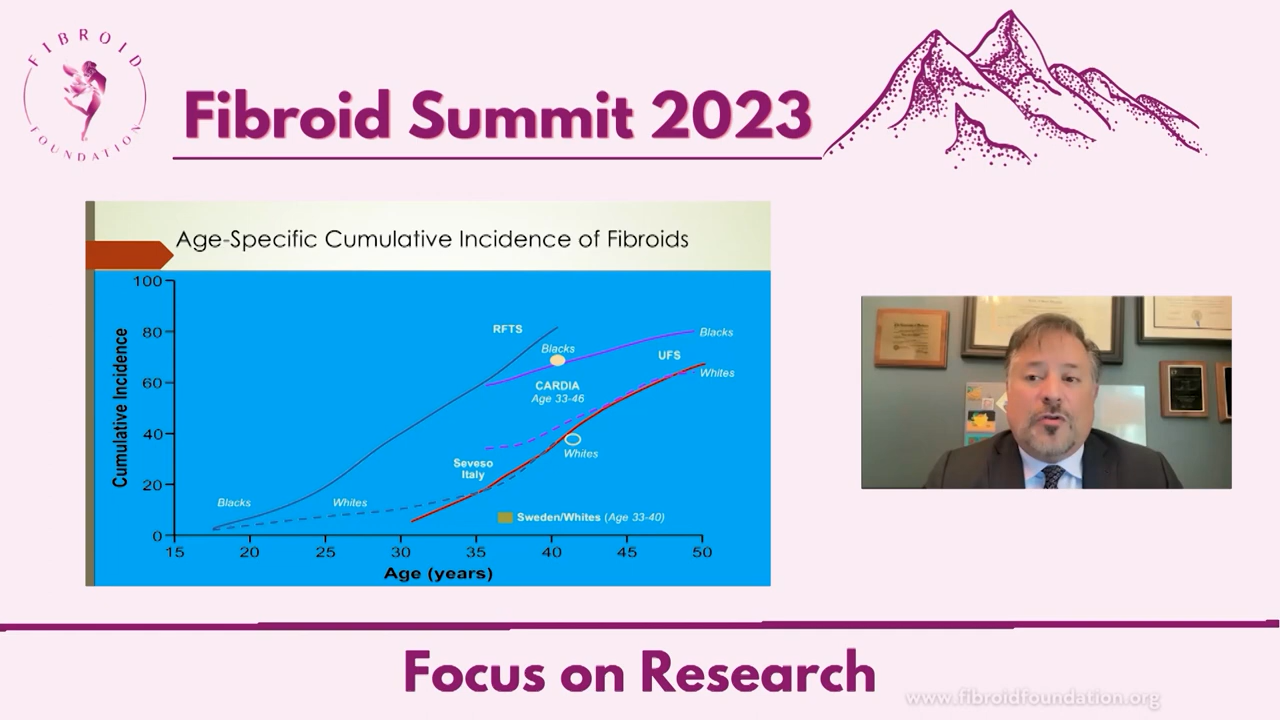 FIBROID
FOUNDATION
Fibroid Summit 2023
Age-Specific Cumulative Incidence of Fibroids
Cumulative Incidence
100
80
60
40
20
0
RFTS
Blacks
CARDIA
Age 33-46
Blacks
UFS
Whites
Whites
Seveso
Italy
Blacks
Whites
Sweden/Whites (Age 33-40)
15
20
25
30
35
40
45
50
Age (years)
Focus on Research
www.fibroidfoundation.org